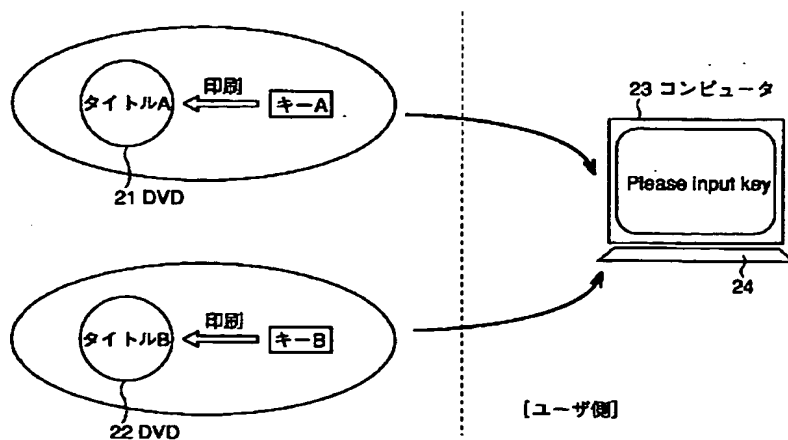 印刷
タイトルA
キーA
21 DVD
23 コンピュータ
Please input key
24
印刷
タイトルB
キーB
22 DVD
[ユーザ側]